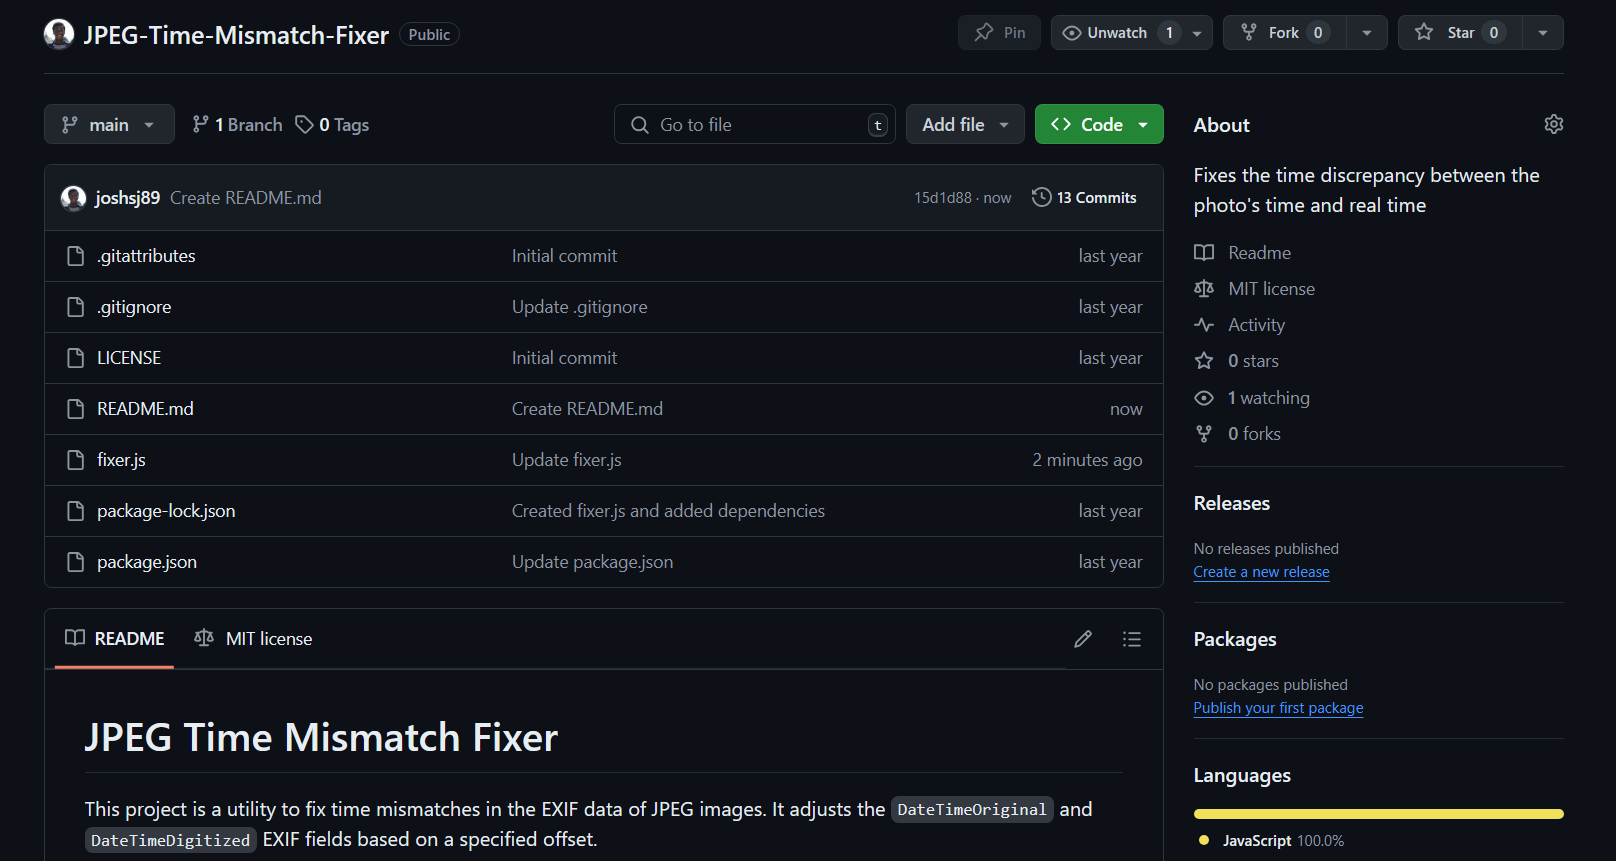 JPEG-Time-Mismatch-Fixer Public Pin Unwatch 1 Fork 0 Star 0
main 1 Branch 0 Tags Go to file t Add file Code
joshsj89 Create README.md 15d1d88 · now 13 Commits
.gitattributes Initial commit last year
.gitignore Update .gitignore last year
LICENSE Initial commit last year
README.md Create README.md now
fixer.js Update fixer.js 2 minutes ago
package-lock.json Created fixer.js and added dependencies last year
package.json Update package.json last year
README MIT license
JPEG Time Mismatch Fixer
This project is a utility to fix time mismatches in the EXIF data of JPEG images. It adjusts the DateTimeOriginal and
DateTimeDigitized EXIF fields based on a specified offset.
About
Fixes the time discrepancy between the
photo's time and real time
Readme
MIT license
Activity
0 stars
1 watching
0 forks
Releases
No releases published
Create a new release
Packages
No packages published
Publish your first package
Languages
JavaScript 100.0%